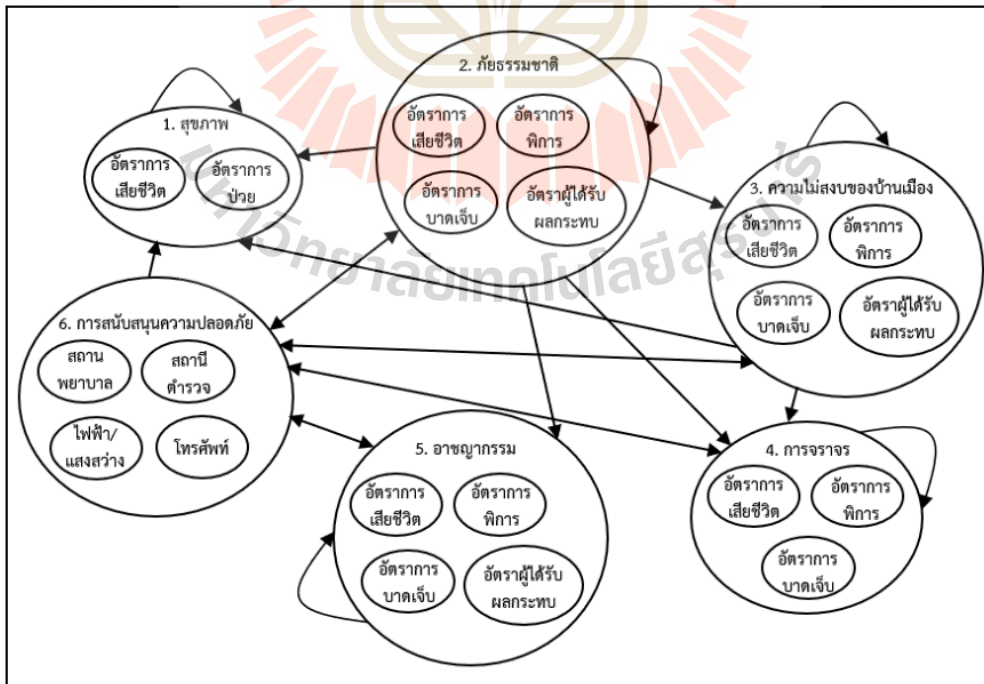 2. ภัยธรรมชาติ
อัตราการ
เสียชีวิต
อัตราการ
พิการ
อัตราการ
บาดเจ็บ
อัตราผู้ได้รับ
ผลกระทบ
1. สุขภาพ
อัตราการ
เสียชีวิต
อัตราการ
ป่วย
3. ความไม่สงบของบ้านเมือง
อัตราการ
เสียชีวิต
อัตราการ
พิการ
อัตราการ
บาดเจ็บ
อัตราผู้ได้รับ
ผลกระทบ
มหาวิทยาลัยเทคโนโลยีสุรนารี
6. การสนับสนุนความปลอดภัย
สถาน
พยาบาล
สถานี
ตำรวจ
ไฟฟ้า/
แสงสว่าง
โทรศัพท์
5. อาชญากรรม
อัตราการ
เสียชีวิต
อัตราการ
พิการ
อัตราการ
บาดเจ็บ
อัตราผู้ได้รับ
ผลกระทบ
4. การจราจร
อัตราการ
เสียชีวิต
อัตราการ
พิการ
อัตราการ
บาดเจ็บ